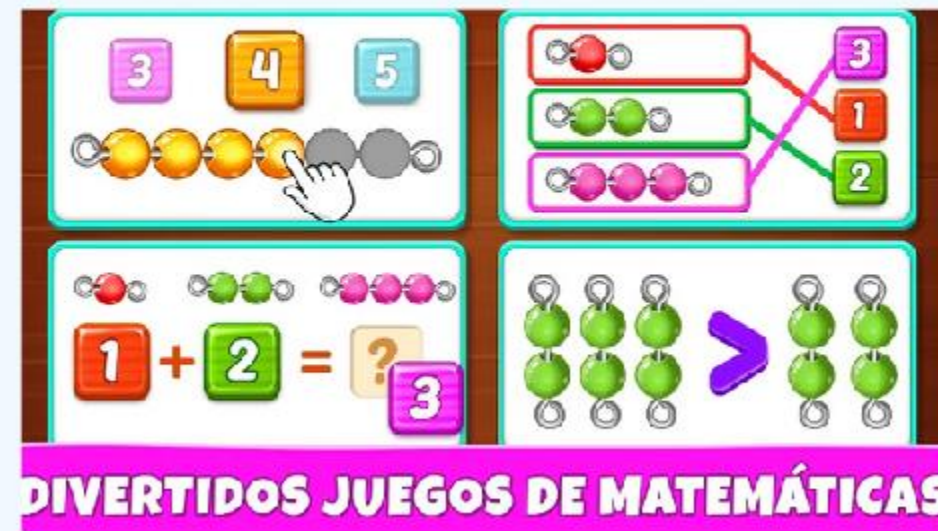 3 4 5
3
1
2
1 + 2 = ?
3
>
DIVERTIDOS JUEGOS DE MATEMÁTICAS